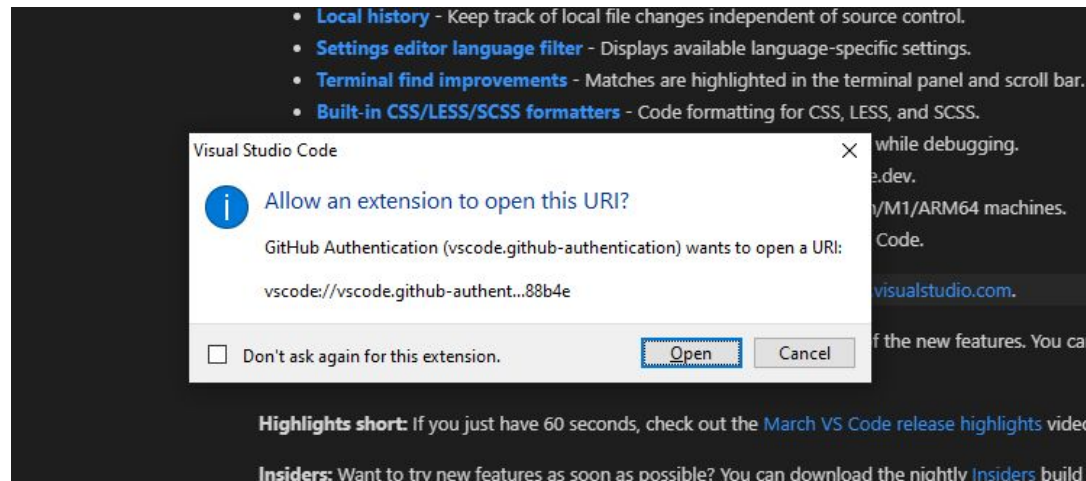 • Local history - Keep track of local file changes independent of source control.
• Settings editor language filter - Displays available language-specific settings.
• Terminal find improvements - Matches are highlighted in the terminal panel and scroll bar.
• Built-in CSS/LESS/SCSS formatters - Code formatting for CSS, LESS, and SCSS.
Visual Studio Code
while debugging.
e.dev.
/M1/ARM64 machines.
Code.
Allow an extension to open this URI?
GitHub Authentication (vscode.github-authentication) wants to open a URI:
vscode://vscode.github-authent...88b4e
.visualstudio.com.
Don't ask again for this extension.
Open
Cancel
f the new features. You ca
Highlights short: If you just have 60 seconds, check out the March VS Code release highlights video
Insiders: Want to try new features as soon as possible? You can download the nightly Insiders build